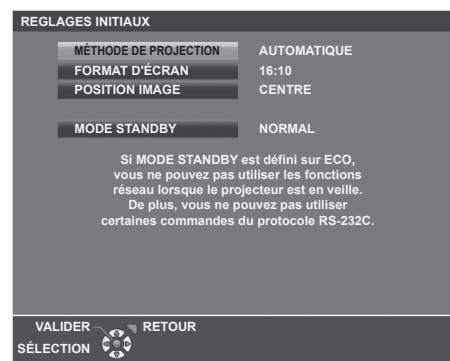 REGLAGES INITIAUX
MÉTHODE DE PROJECTION AUTOMATIQUE
FORMAT D'ÉCRAN 16:10
POSITION IMAGE CENTRE
MODE STANDBY NORMAL
Si MODE STANDBY est défini sur ECO,
vous ne pouvez pas utiliser les fonctions
réseau lorsque le projecteur est en veille.
De plus, vous ne pouvez pas utiliser
certaines commandes du protocole RS-232C.
VALIDER RETOUR
SÉLECTION